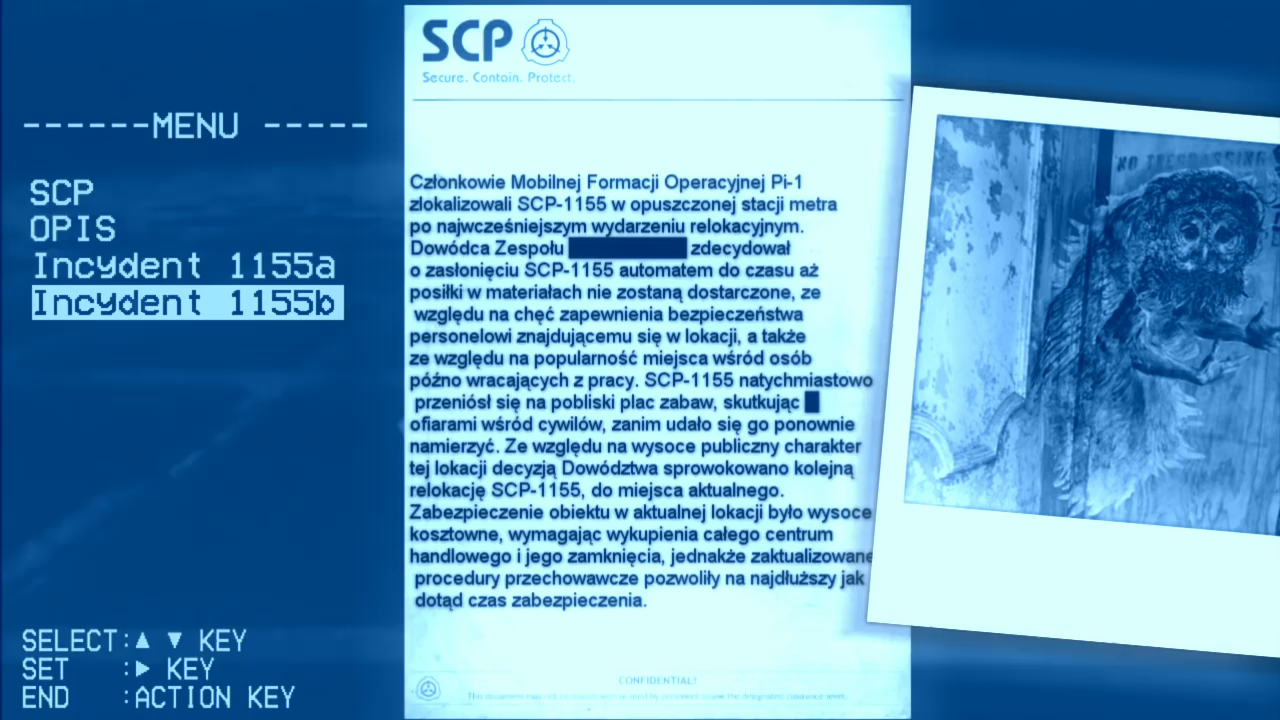 ------MENU -----
SCP
OPIS
Incydent 1155a
Incydent 1155b
SELECT:▲ ▼ KEY
SET :► KEY
END :ACTION KEY
SCP
Secure. Contain. Protect.
Członkowie Mobilnej Formacji Operacyjnej Pi-1
zlokalizowali SCP-1155 w opuszczonej stacji metra
po najwcześniejszym wydarzeniu relokacyjnym.
Dowódca Zespołu zdecydował
o zasłonięciu SCP-1155 automatem do czasu aż
posiłki w materiałach nie zostaną dostarczone, ze
względu na chęć zapewnienia bezpieczeństwa
personelowi znajdującemu się w lokacji, a także
ze względu na popularność miejsca wśród osób
późno wracających z pracy. SCP-1155 natychmiastowo
przeniósł się na pobliski plac zabaw, skutkując
ofiarami wśród cywilów, zanim udało się go ponownie
namierzyć. Ze względu na wysoce publiczny charakter
tej lokacji decyzją Dowództwa sprowokowano kolejną
relokację SCP-1155, do miejsca aktualnego.
Zabezpieczenie obiektu w aktualnej lokacji było wysoce
kosztowne, wymagając wykupienia całego centrum
handlowego i jego zamknięcia, jednakże zaktualizowane
procedury przechowawcze pozwoliły na najdłuższy jak
dotąd czas zabezpieczenia.
CONFIDENTIAL!
NO TRESPASSING